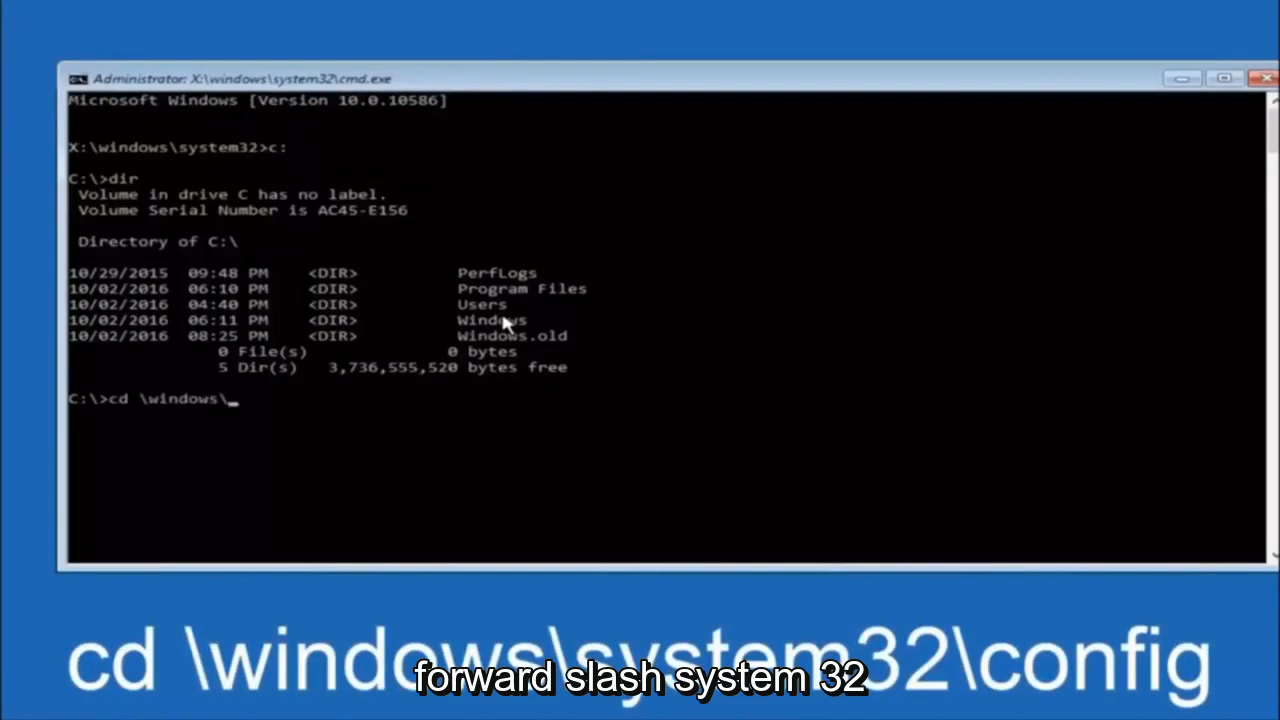 Administrator: X:\windows\system32\cmd.exe
Microsoft Windows [Version 10.0.10586]
X:\windows\system32>c:
C:\>dir
Volume in drive C has no label.
Volume Serial Number is AC45-E156
Directory of C:\
10/29/2015 09:48 PM <DIR> PerfLogs
10/02/2016 06:10 PM <DIR> Program Files
10/02/2016 04:40 PM <DIR> Users
10/02/2016 06:11 PM <DIR> Windows
10/02/2016 08:25 PM <DIR> Windows.old
0 File(s) 0 bytes
5 Dir(s) 3,736,555,520 bytes free
C:\>cd \windows\_
cd \windows\system32\config
forward slash system 32